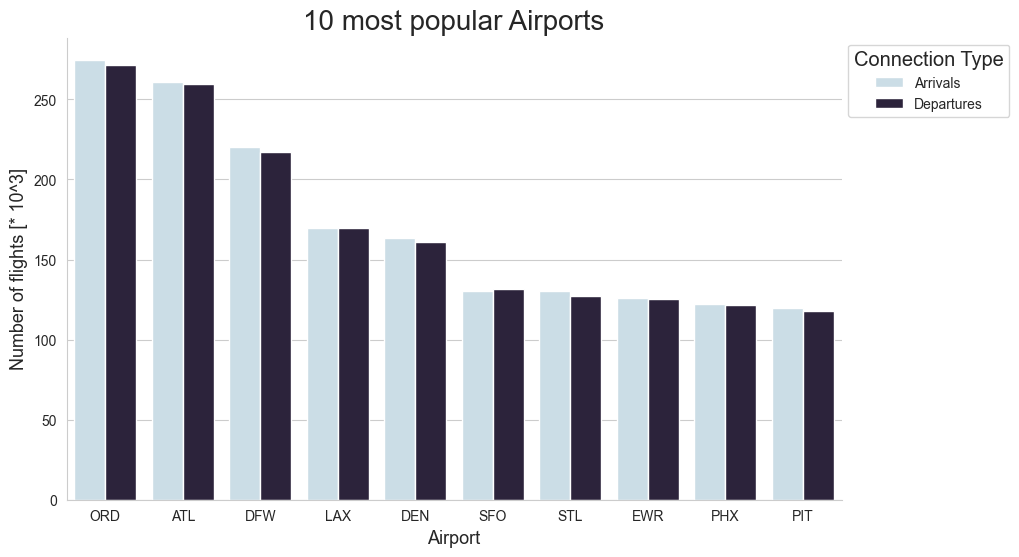 10 most popular Airports
Connection Type
Arrivals
Departures
Number of flights [* 10^3]
250
200
150
100
50
0
ORD ATL DFW LAX DEN SFO STL EWR PHX PIT
Airport